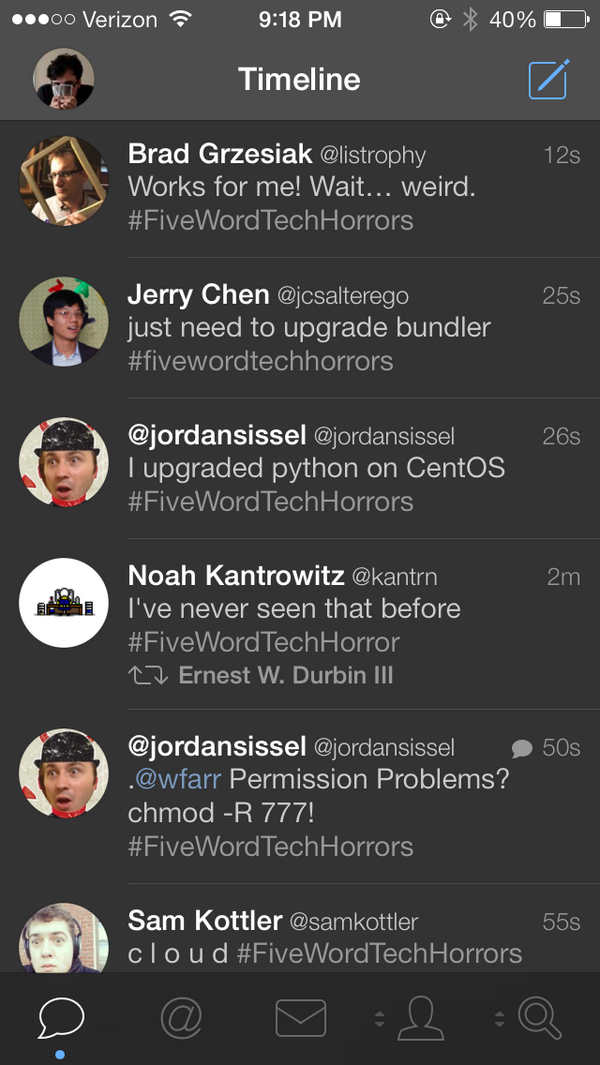 Verizon 9:18 PM 40%
Timeline
Brad Grzesiak @listrophy 12s
Works for me! Wait… weird.
#FiveWordTechHorrors
Jerry Chen @jcsalterego 25s
just need to upgrade bundler
#fivewordtechhorrors
@jordansissel @jordansissel 26s
I upgraded python on CentOS
#FiveWordTechHorrors
Noah Kantrowitz @kantrn 2m
I've never seen that before
#FiveWordTechHorror
Ernest W. Durbin III
@jordansissel @jordansissel 50s
.@wfarr Permission Problems?
chmod -R 777!
#FiveWordTechHorrors
Sam Kottler @samkottler 55s
c l o u d #FiveWordTechHorrors
@